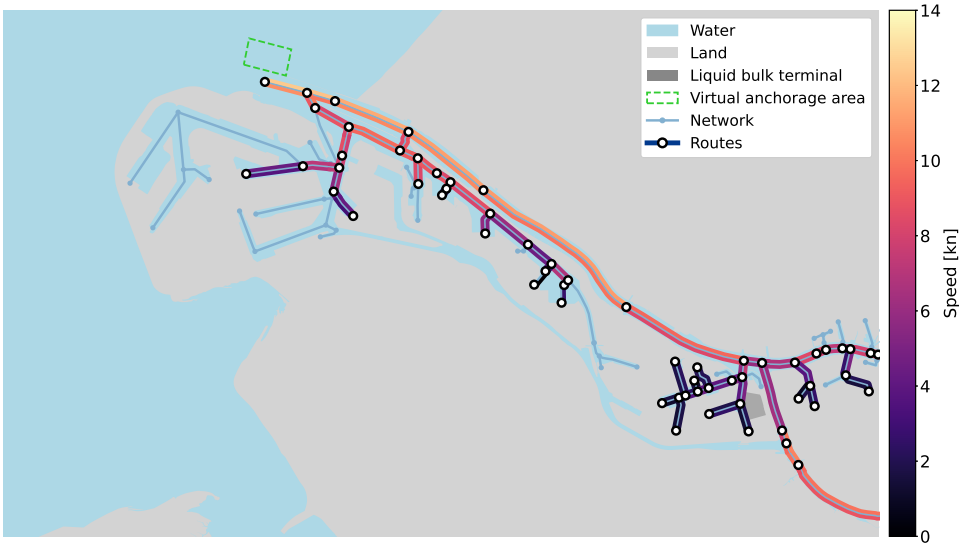 Water
Land
Liquid bulk terminal
Virtual anchorage area
Network
Routes
14
12
10
8
6
4
2
0
Speed [kn]